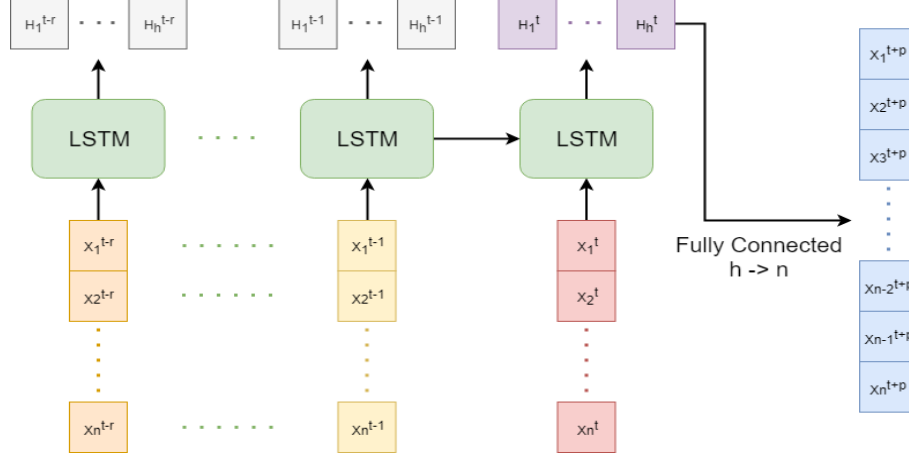 H₁ᵗ⁻ʳ ... Hₕᵗ⁻ʳ H₁ᵗ⁻¹ ... Hₕᵗ⁻¹ H₁ᵗ ... Hₕᵗ
X₁ᵗ⁺ᵖ
X₂ᵗ⁺ᵖ
X₃ᵗ⁺ᵖ
LSTM ..... LSTM LSTM
X₁ᵗ⁻ʳ ...... X₁ᵗ⁻¹ X₁ᵗ
X₂ᵗ⁻ʳ ...... X₂ᵗ⁻¹ X₂ᵗ
Xₙᵗ⁻ʳ ...... Xₙᵗ⁻¹ Xₙᵗ
Fully Connected
h -> n
Xₙ₋₂ᵗ⁺ᵖ
Xₙ₋₁ᵗ⁺ᵖ
Xₙᵗ⁺ᵖ